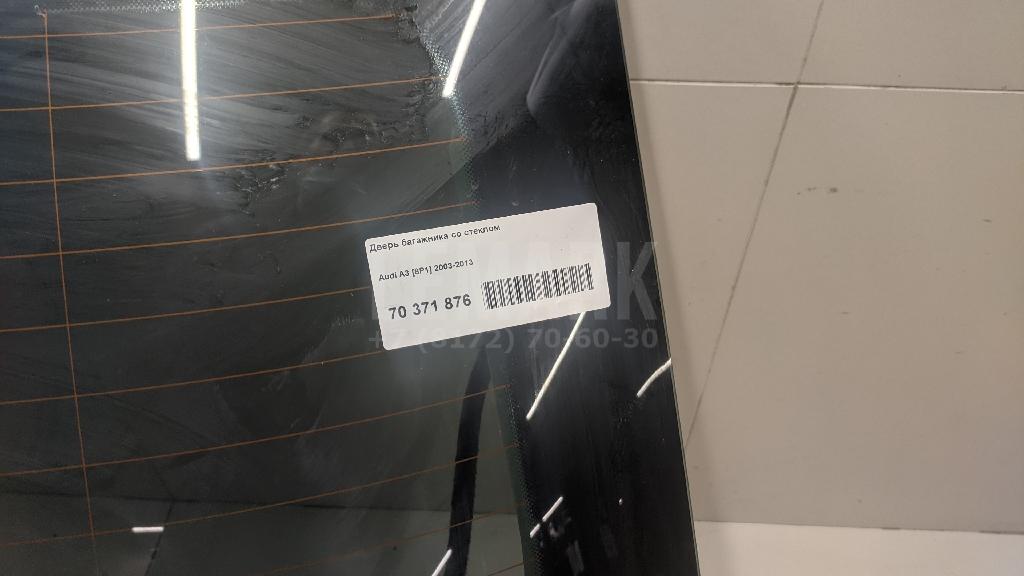 Дверь багажника со стеклом
Audi A3 [8P1] 2003-2013
70 371 876
+7 (8172) 70-60-30